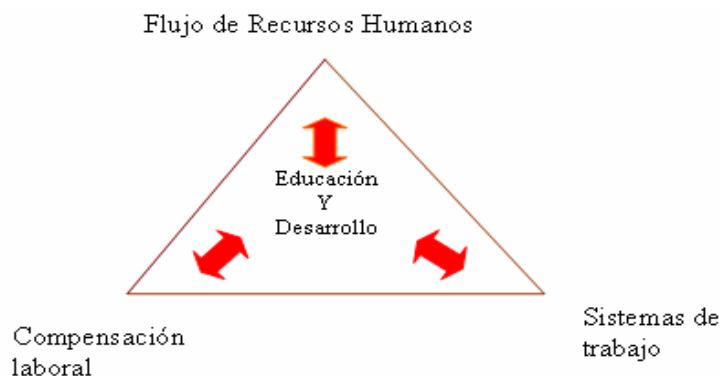 Flujo de Recursos Humanos
Educación
Y
Desarrollo
Compensación
laboral
Sistemas de
trabajo